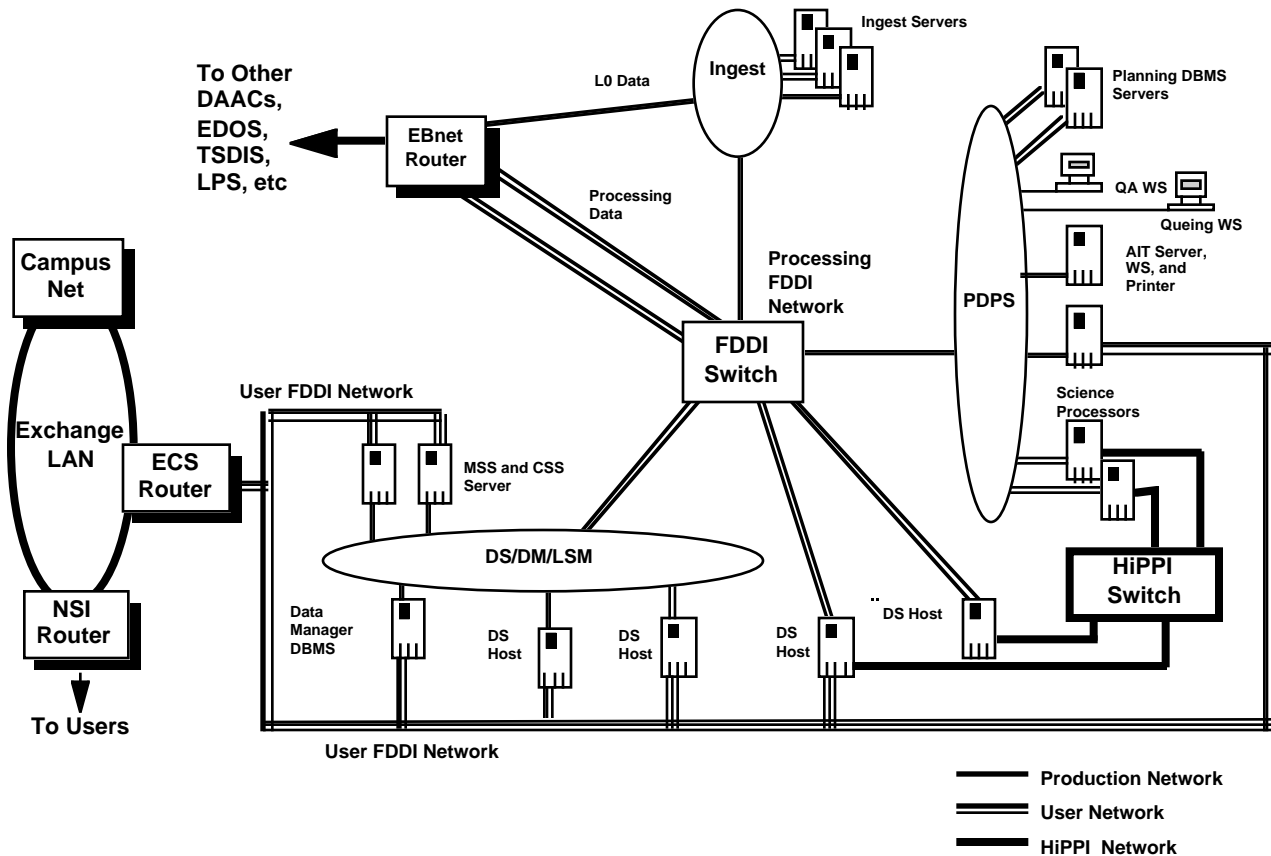 Ingest Servers
Ingest
To Other
DAACs,
EDOS,
TSDIS,
LPS, etc
L0 Data
EBnet
Router
Planning DBMS
Servers
QA WS
Queing WS
Processing
Data
Campus
Net
Processing
FDDI
Network
AIT Server,
WS, and
Printer
PDPS
FDDI
Switch
User FDDI Network
Science
Processors
Exchange
LAN
ECS
Router
MSS and CSS
Server
DS/DM/LSM
HiPPI
Switch
NSI
Router
Data
Manager
DBMS
DS
Host
DS
Host
DS
Host
¨ DS Host
To Users
User FDDI Network
Production Network
User Network
HiPPI Network